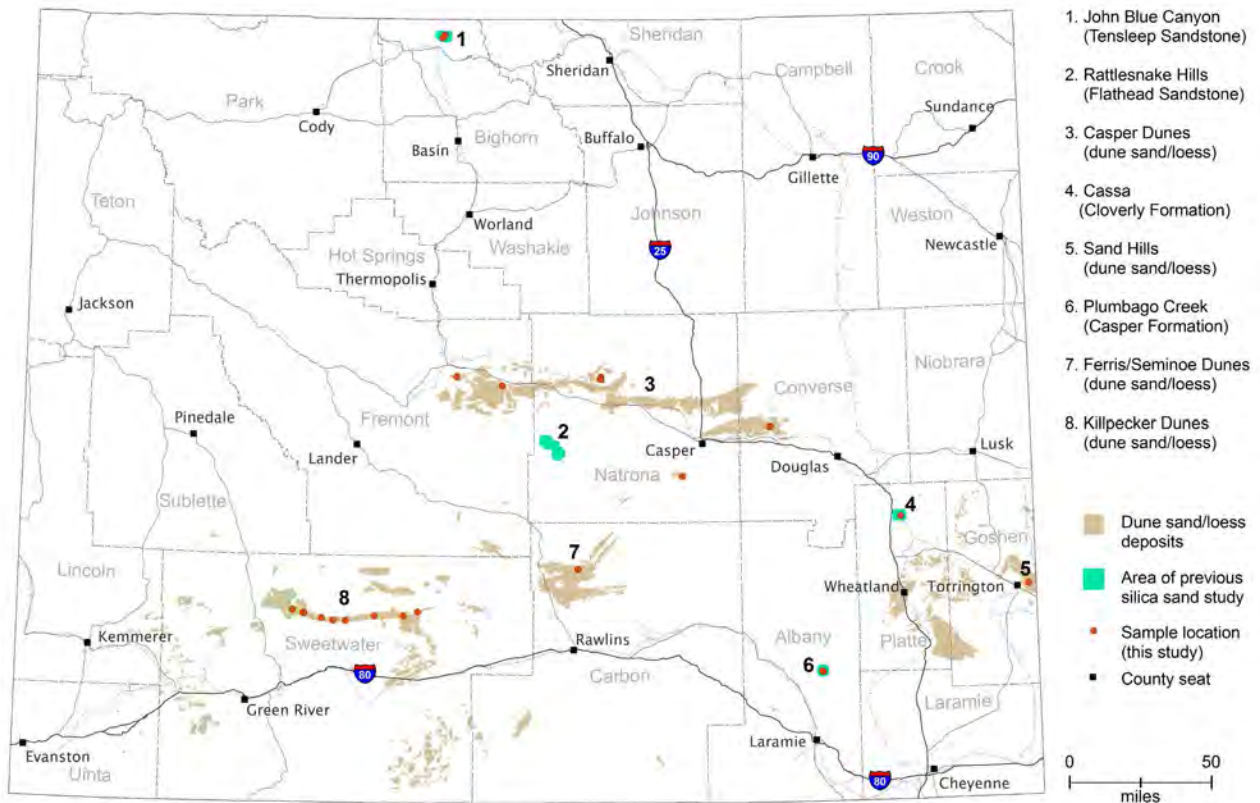 1
Sheridan
Sheridan
Campbell
Crook
Park
Cody
Sundance
Basin
Bighorn
Buffalo
90
Gillette
Teton
Worland
Johnson
Weston
Washakie
Newcastle
Hot Springs
25
Thermopolis
Jackson
Niobrara
3
Converse
Fremont
Pinedale
2
Lander
Casper
Lusk
Douglas
Natrona
Sublette
4
Goshen
7
5
Lincoln
Wheatland
Torrington
8
Sweetwater
Kemmerer
Albany
Platte
Rawlins
6
80
Carbon
Green River
Laramie
Laramie
Evanston
Uinta
80
Cheyenne
1. John Blue Canyon
(Tensleep Sandstone)
2. Rattlesnake Hills
(Flathead Sandstone)
3. Casper Dunes
(dune sand/loess)
4. Cassa
(Cloverly Formation)
5. Sand Hills
(dune sand/loess)
6. Plumbago Creek
(Casper Formation)
7. Ferris/Seminoe Dunes
(dune sand/loess)
8. Killpecker Dunes
(dune sand/loess)
Dune sand/loess
deposits
Area of previous
silica sand study
Sample location
(this study)
County seat
0 50
miles